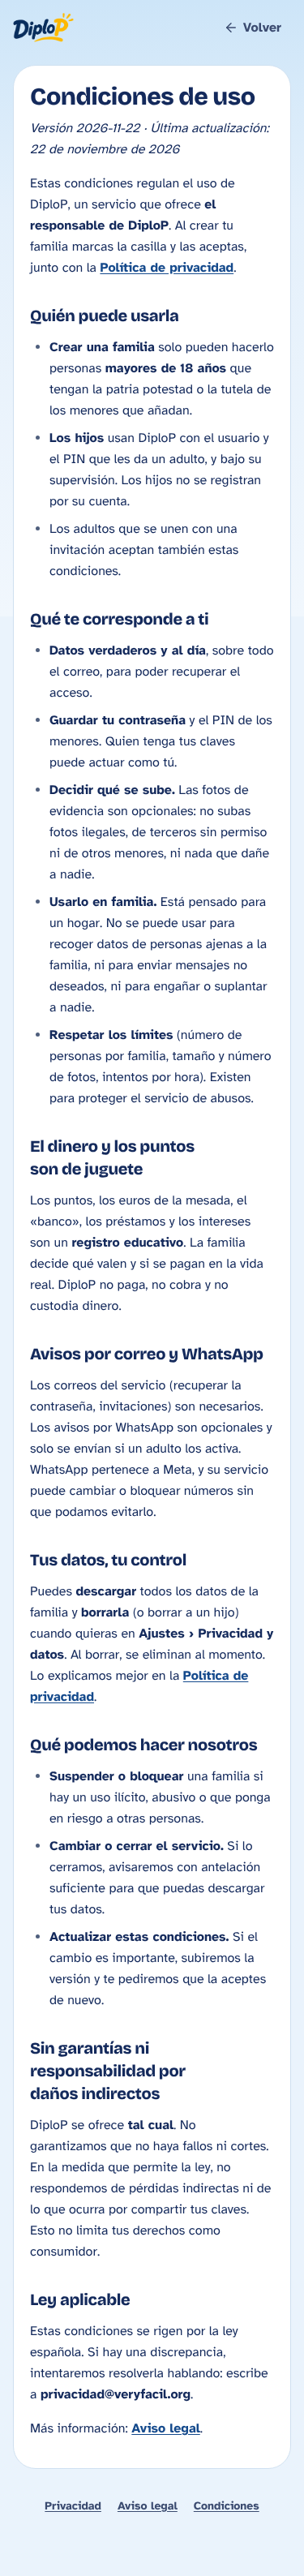 DiploP
← Volver
Condiciones de uso
Versión 2026-11-22 · Última actualización:
22 de noviembre de 2026
Estas condiciones regulan el uso de
DiploP, un servicio que ofrece el
responsable de DiploP. Al crear tu
familia marcas la casilla y las aceptas,
junto con la Política de privacidad.
Quién puede usarla
• Crear una familia solo pueden hacerlo
personas mayores de 18 años que
tengan la patria potestad o la tutela de
los menores que añadan.
• Los hijos usan DiploP con el usuario y
el PIN que les da un adulto, y bajo su
supervisión. Los hijos no se registran
por su cuenta.
• Los adultos que se unen con una
invitación aceptan también estas
condiciones.
Qué te corresponde a ti
• Datos verdaderos y al día, sobre todo
el correo, para poder recuperar el
acceso.
• Guardar tu contraseña y el PIN de los
menores. Quien tenga tus claves
puede actuar como tú.
• Decidir qué se sube. Las fotos de
evidencia son opcionales: no subas
fotos ilegales, de terceros sin permiso
ni de otros menores, ni nada que dañe
a nadie.
• Usarlo en familia. Está pensado para
un hogar. No se puede usar para
recoger datos de personas ajenas a la
familia, ni para enviar mensajes no
deseados, ni para engañar o suplantar
a nadie.
• Respetar los límites (número de
personas por familia, tamaño y número
de fotos, intentos por hora). Existen
para proteger el servicio de abusos.
El dinero y los puntos
son de juguete
Los puntos, los euros de la mesada, el
«banco», los préstamos y los intereses
son un registro educativo. La familia
decide qué valen y si se pagan en la vida
real. DiploP no paga, no cobra y no
custodia dinero.
Avisos por correo y WhatsApp
Los correos del servicio (recuperar la
contraseña, invitaciones) son necesarios.
Los avisos por WhatsApp son opcionales y
solo se envían si un adulto los activa.
WhatsApp pertenece a Meta, y su servicio
puede cambiar o bloquear números sin
que podamos evitarlo.
Tus datos, tu control
Puedes descargar todos los datos de la
familia y borrarla (o borrar a un hijo)
cuando quieras en Ajustes › Privacidad y
datos. Al borrar, se eliminan al momento.
Lo explicamos mejor en la Política de
privacidad.
Qué podemos hacer nosotros
• Suspender o bloquear una familia si
hay un uso ilícito, abusivo o que ponga
en riesgo a otras personas.
• Cambiar o cerrar el servicio. Si lo
cerramos, avisaremos con antelación
suficiente para que puedas descargar
tus datos.
• Actualizar estas condiciones. Si el
cambio es importante, subiremos la
versión y te pediremos que la aceptes
de nuevo.
Sin garantías ni
responsabilidad por
daños indirectos
DiploP se ofrece tal cual. No
garantizamos que no haya fallos ni cortes.
En la medida que permite la ley, no
respondemos de pérdidas indirectas ni de
lo que ocurra por compartir tus claves.
Esto no limita tus derechos como
consumidor.
Ley aplicable
Estas condiciones se rigen por la ley
española. Si hay una discrepancia,
intentaremos resolverla hablando: escribe
a privacidad@veryfacil.org.
Más información: Aviso legal.
Privacidad Aviso legal Condiciones